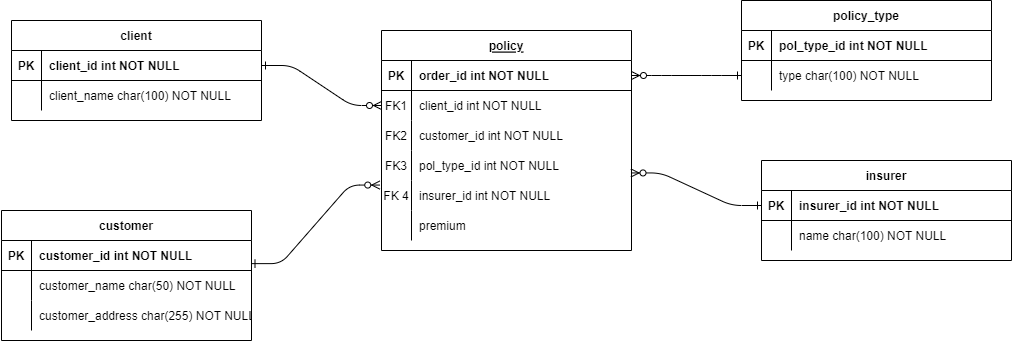 client
PK client_id int NOT NULL
client_name char(100) NOT NULL
policy
PK order_id int NOT NULL
FK1 client_id int NOT NULL
FK2 customer_id int NOT NULL
FK3 pol_type_id int NOT NULL
FK 4 insurer_id int NOT NULL
premium
policy_type
PK pol_type_id int NOT NULL
type char(100) NOT NULL
customer
PK customer_id int NOT NULL
customer_name char(50) NOT NULL
customer_address char(255) NOT NULL
insurer
PK insurer_id int NOT NULL
name char(100) NOT NULL